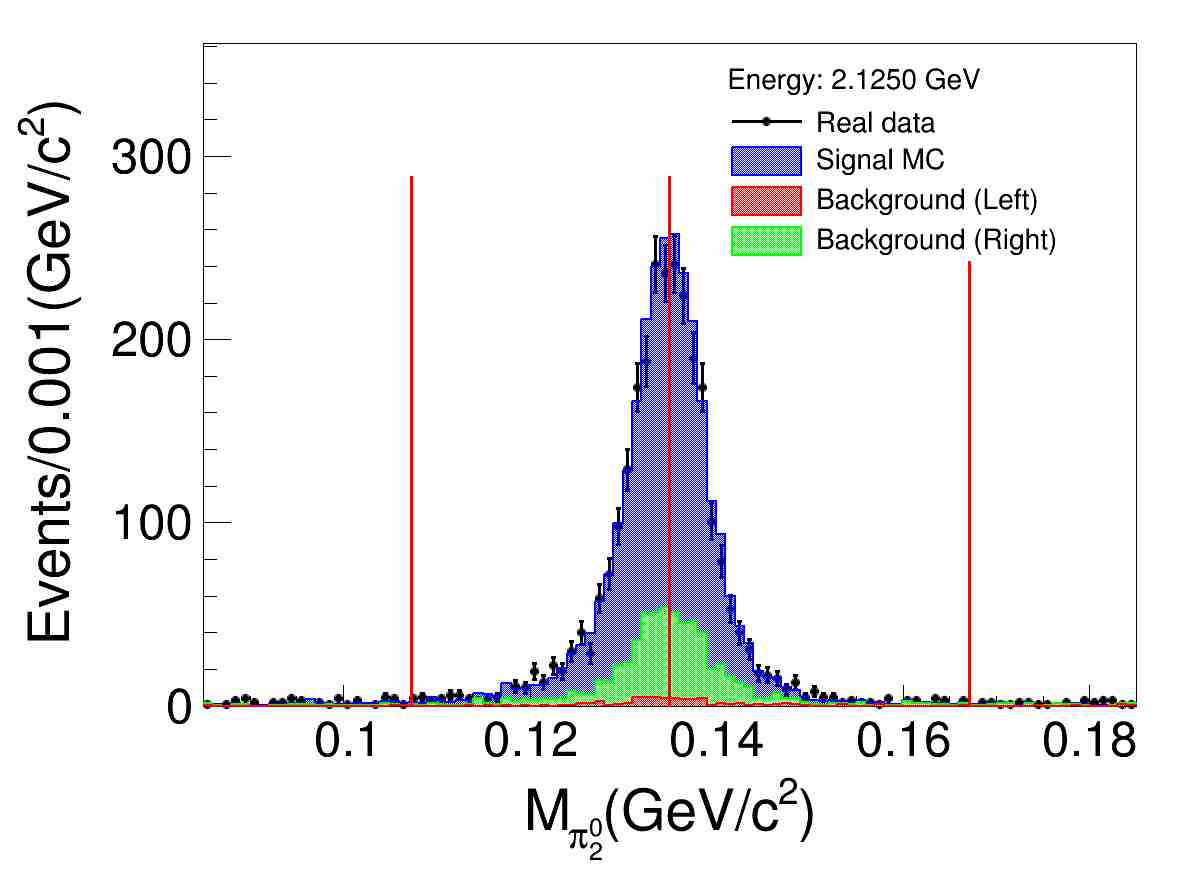 Energy: 2.1250 GeV
Real data
Signal MC
Background (Left)
Background (Right)
Events/0.001(GeV/c²)
300
200
100
0
0.1 0.12 0.14 0.16 0.18
M_{π⁰₂}(GeV/c²)